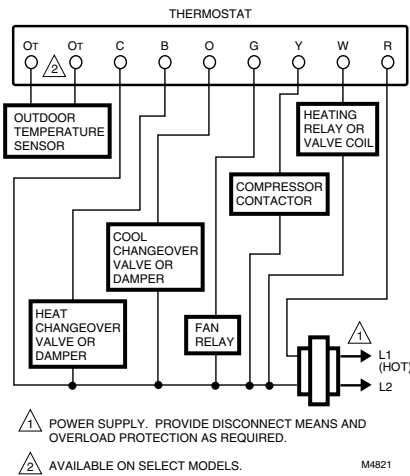 THERMOSTAT
OT OT C B O G Y W R
2
OUTDOOR
TEMPERATURE
SENSOR
HEATING
RELAY OR
VALVE COIL
COMPRESSOR
CONTACTOR
COOL
CHANGEOVER
VALVE OR
DAMPER
HEAT
CHANGEOVER
VALVE OR
DAMPER
FAN
RELAY
1
L1
(HOT)
L2
1 POWER SUPPLY. PROVIDE DISCONNECT MEANS AND
OVERLOAD PROTECTION AS REQUIRED.
2 AVAILABLE ON SELECT MODELS.
M4821